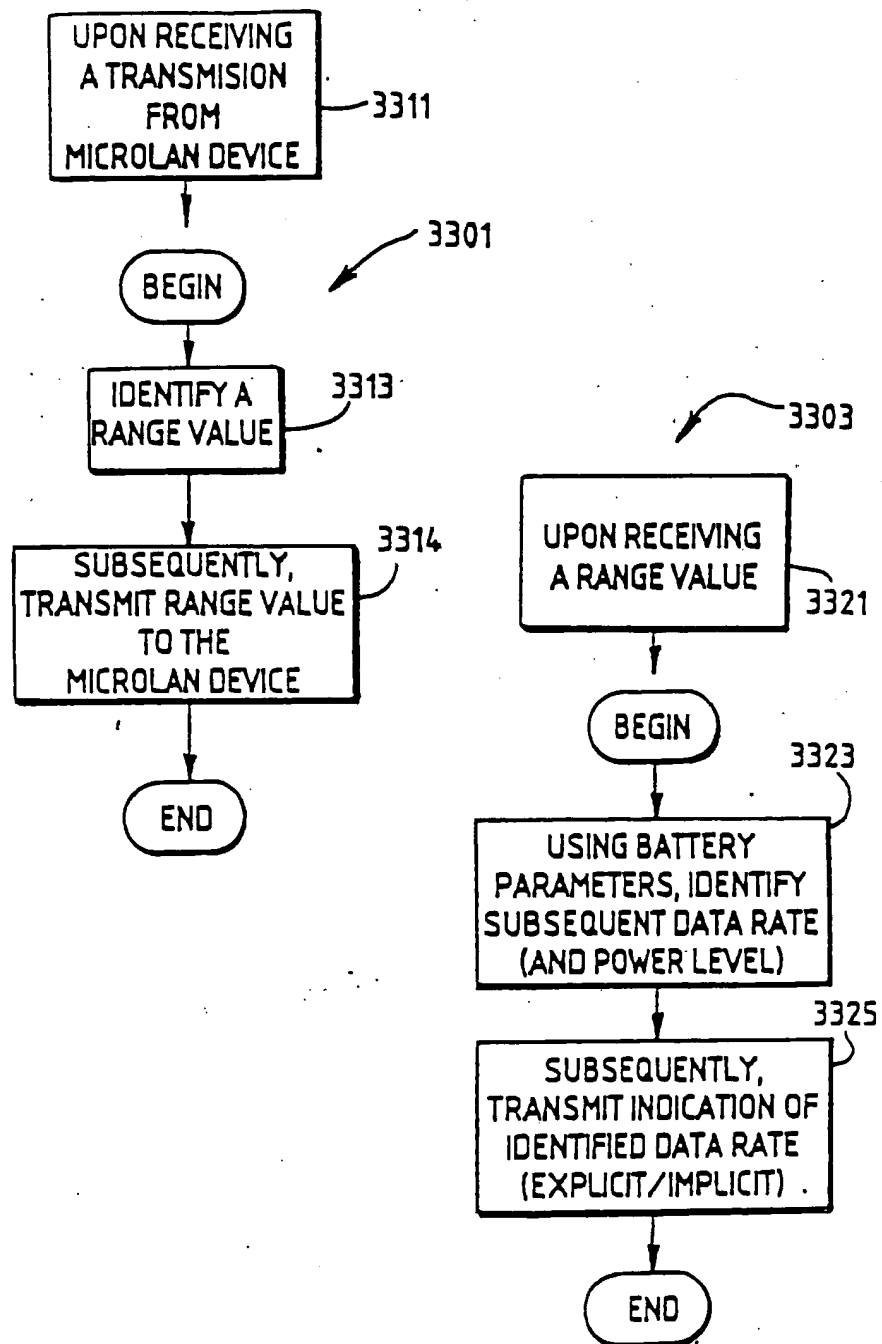 UPON RECEIVING
A TRANSMISION
FROM
MICROLAN DEVICE
3311
3301
BEGIN
IDENTIFY A
RANGE VALUE
3313
SUBSEQUENTLY,
TRANSMIT RANGE VALUE
TO THE
MICROLAN DEVICE
3314
END
3303
UPON RECEIVING
A RANGE VALUE
3321
BEGIN
3323
USING BATTERY
PARAMETERS, IDENTIFY
SUBSEQUENT DATA RATE
(AND POWER LEVEL)
3325
SUBSEQUENTLY,
TRANSMIT INDICATION OF
IDENTIFIED DATA RATE
(EXPLICIT/IMPLICIT)
END